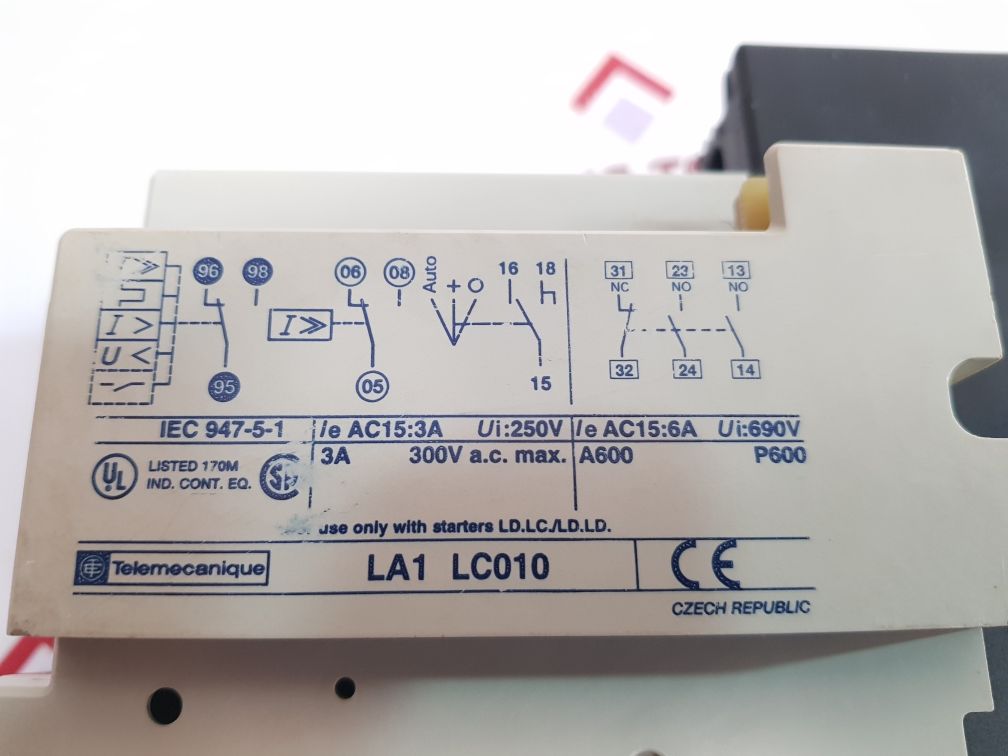 96 98 06 08 Auto + O 16 18 31 23 13
NC NO NO
I >>
I >
U <
95 05 15 32 24 14
IEC 947-5-1 Ie AC15:3A Ui:250V Ie AC15:6A Ui:690V
UL LISTED 170M
IND. CONT. EQ.
3A 300V a.c. max. A600 P600
use only with starters LD.LC./LD.LD.
Telemecanique LA1 LC010 CE
CZECH REPUBLIC